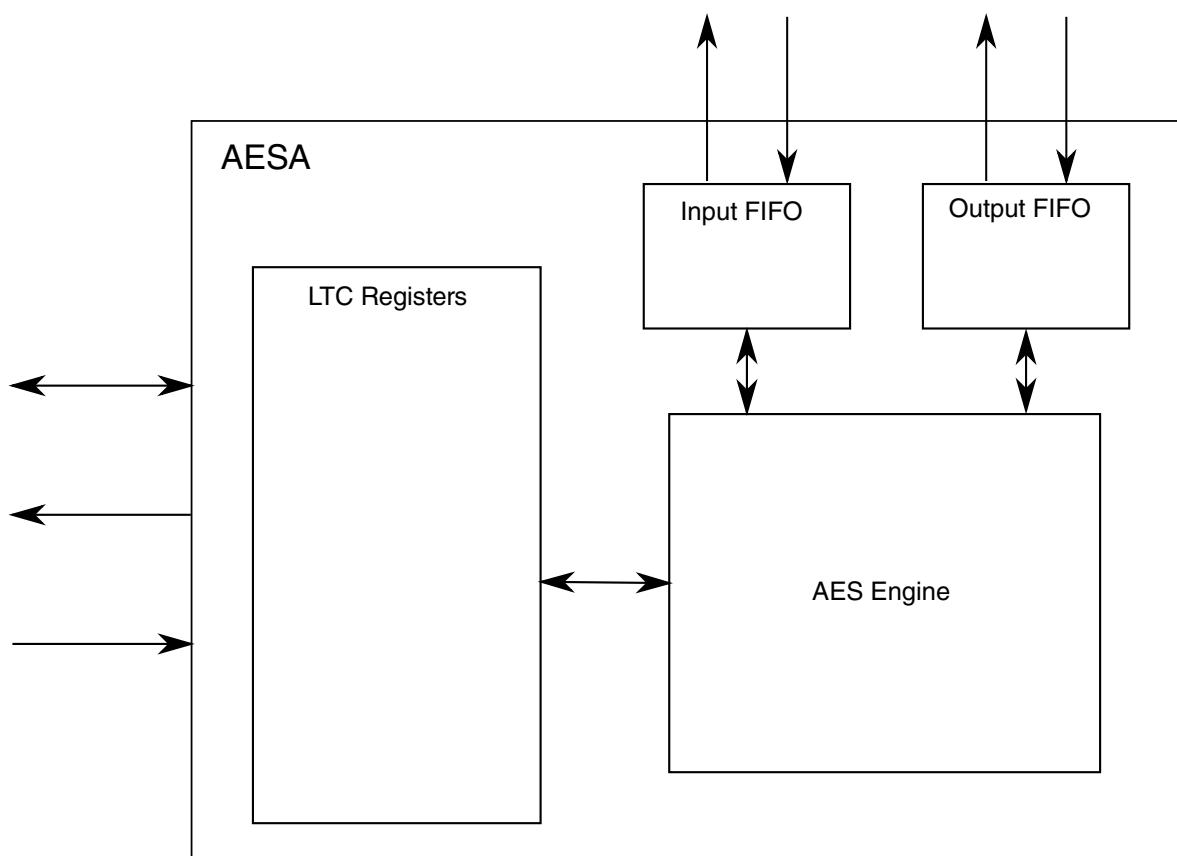 AESA
Input FIFO
Output FIFO
LTC Registers
AES Engine